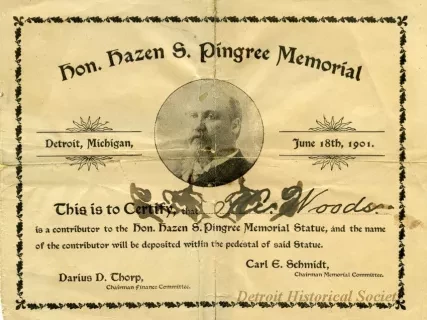 Hon. Hazen S. Pingree Memorial
Detroit, Michigan,
June 18th, 1901.
This is to Certify, that Woods
is a contributor to the Hon. Hazen S. Pingree Memorial Statue, and the name
of the contributor will be deposited within the pedestal of said Statue.
Darius D. Thorp,
Chairman Finance Committee.
Carl E. Schmidt,
Chairman Memorial Committee.
Detroit Historical Society